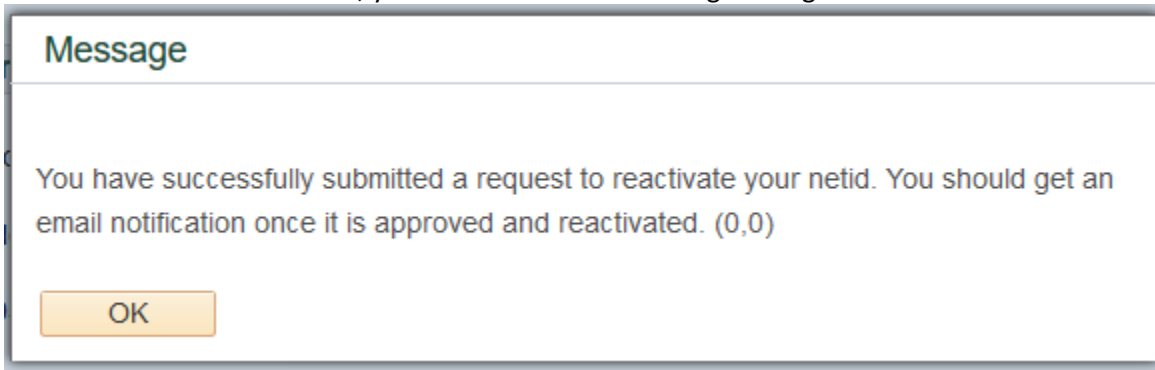 Message
You have successfully submitted a request to reactivate your netid. You should get an
email notification once it is approved and reactivated. (0,0)
OK